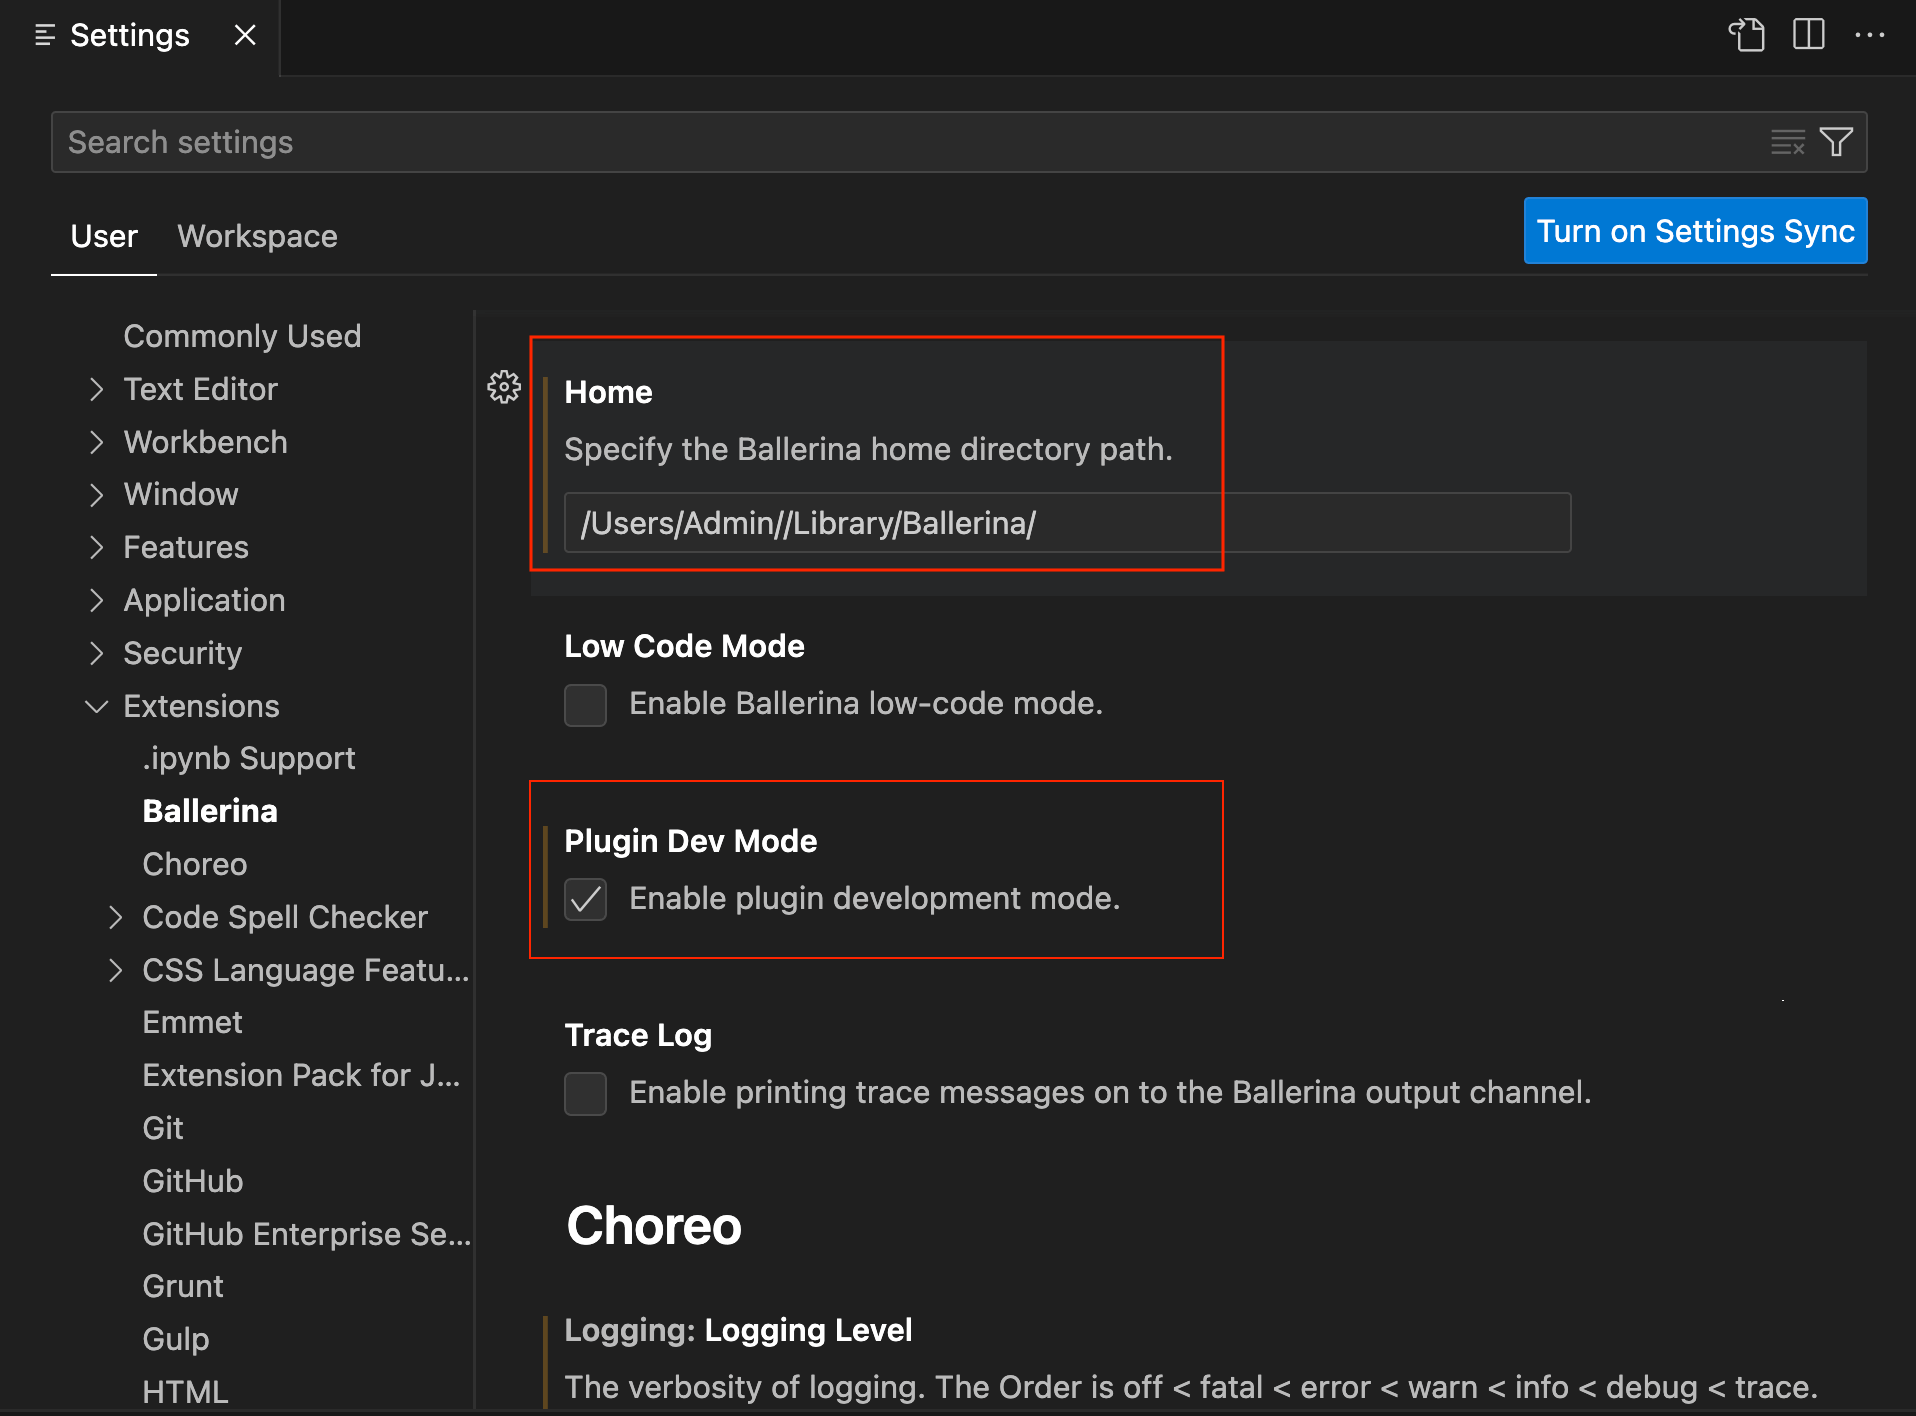 Settings
Search settings
User Workspace
Turn on Settings Sync
Commonly Used
Text Editor
Workbench
Window
Features
Application
Security
Extensions
.ipynb Support
Ballerina
Choreo
Code Spell Checker
CSS Language Featu...
Emmet
Extension Pack for J...
Git
GitHub
GitHub Enterprise Se...
Grunt
Gulp
HTML
Home
Specify the Ballerina home directory path.
/Users/Admin//Library/Ballerina/
Low Code Mode
Enable Ballerina low-code mode.
Plugin Dev Mode
Enable plugin development mode.
Trace Log
Enable printing trace messages on to the Ballerina output channel.
Choreo
Logging: Logging Level
The verbosity of logging. The Order is off < fatal < error < warn < info < debug < trace.